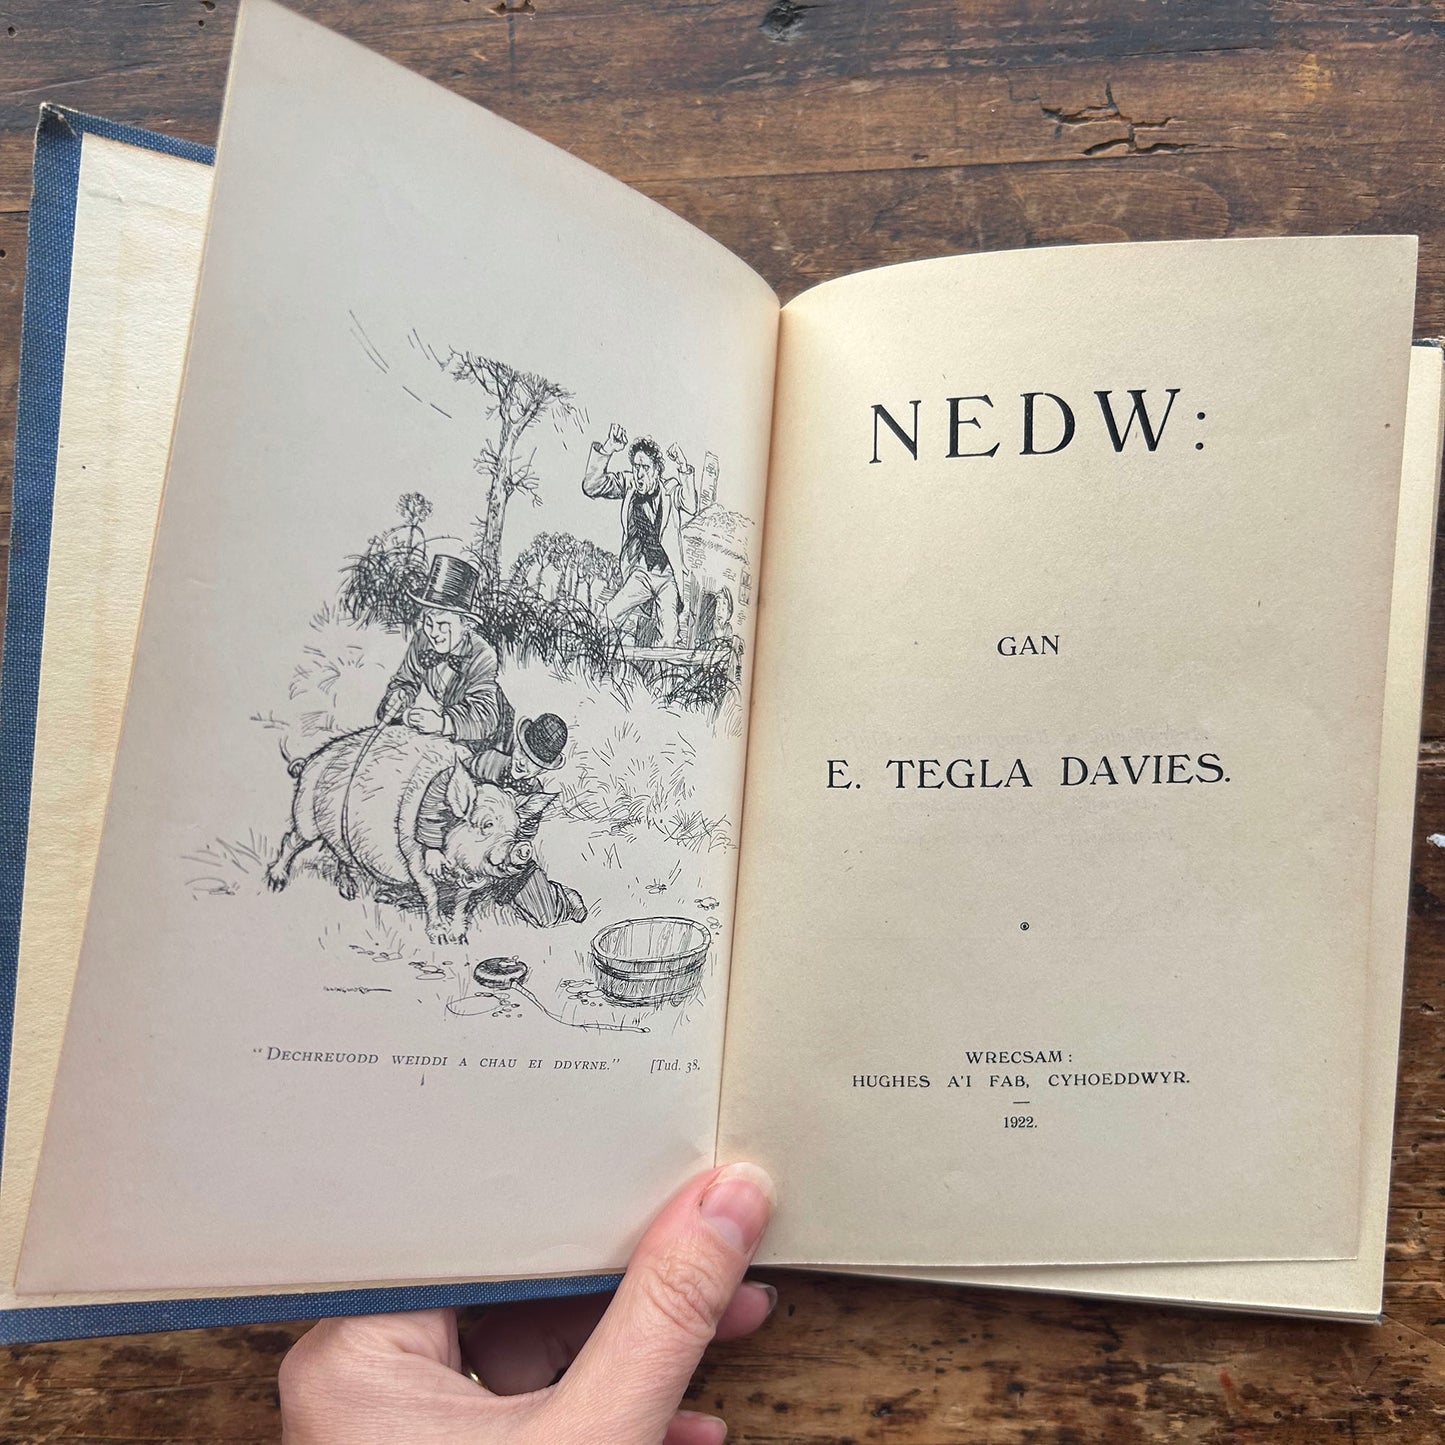 "DECHREUODD WEIDDI A CHAU EI DDYRNE." [Tud. 38.
NEDW:
GAN
E. TEGLA DAVIES.
WRECSAM:
HUGHES A'I FAB, CYHOEDDWYR.
1922.